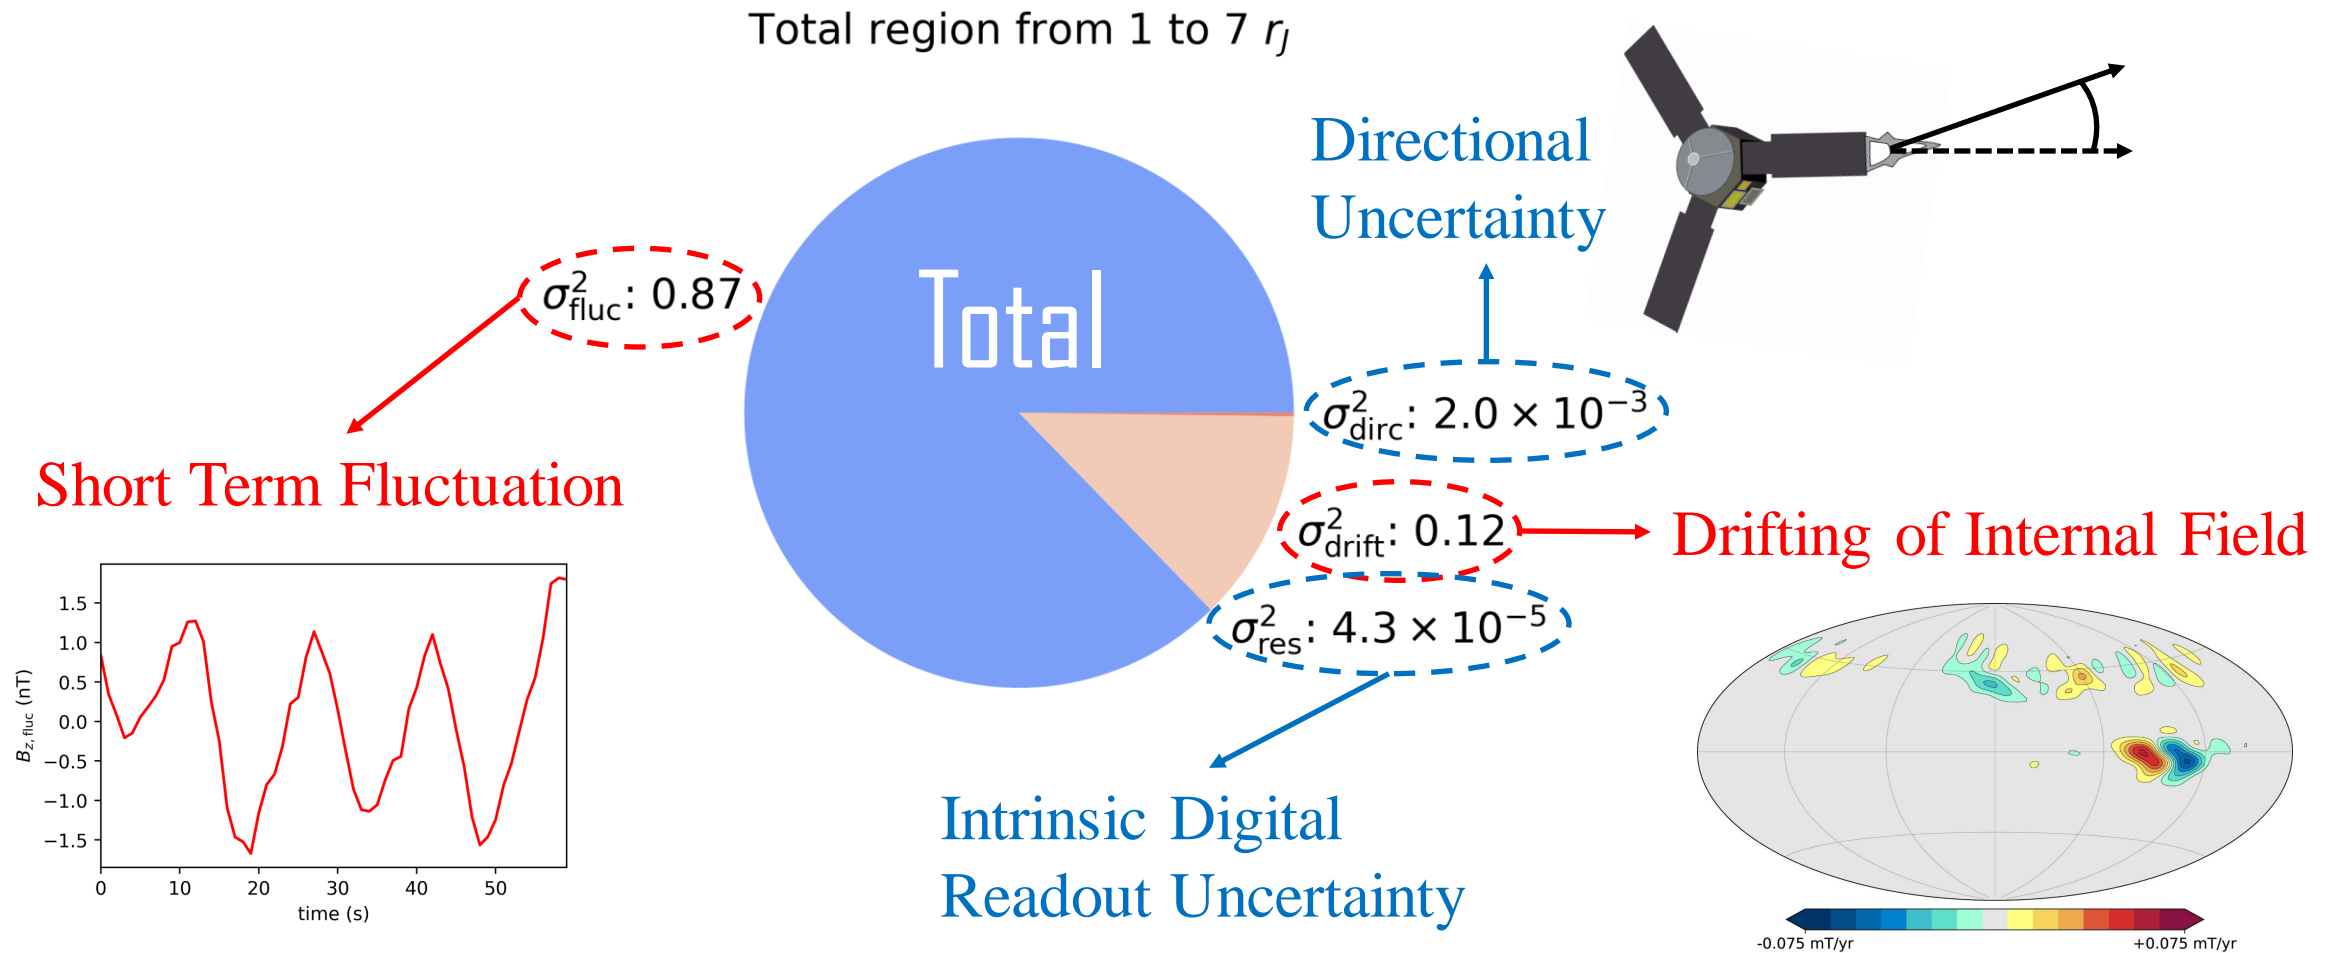 Total region from 1 to 7 r_J
Directional
Uncertainty
σ²_fluc: 0.87
Total
σ²_dirc: 2.0 × 10⁻³
Short Term Fluctuation
σ²_drift: 0.12
Drifting of Internal Field
σ²_res: 4.3 × 10⁻⁵
B_z,fluc (nT)
1.5
1.0
0.5
0.0
−0.5
−1.0
−1.5
0 10 20 30 40 50
time (s)
Intrinsic Digital
Readout Uncertainty
-0.075 mT/yr +0.075 mT/yr